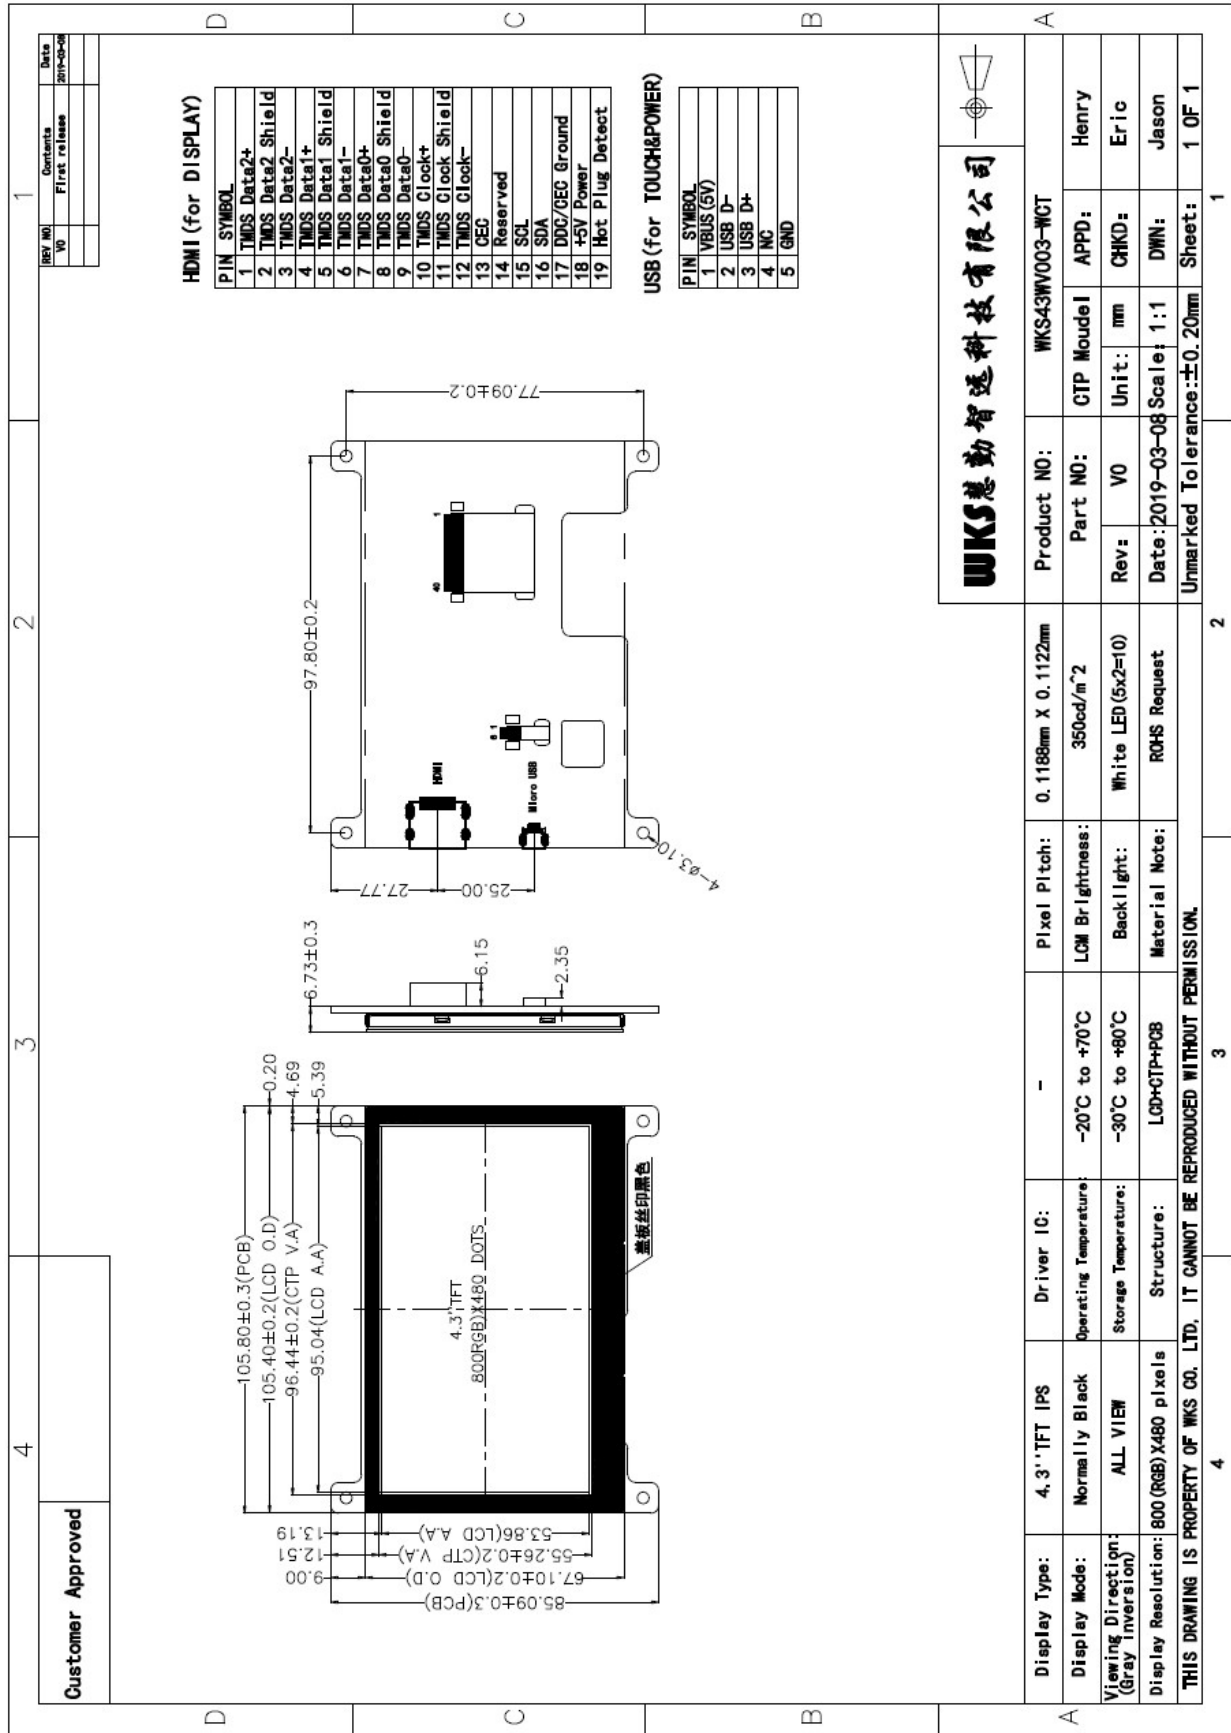 4
3
2
1
D
C
B
A
Customer Approved
REV NO.
Contents
Date
V0
First release
2019-03-08
105.80±0.3(PCB)
105.40±0.2(LCD O.D)
0.20
96.44±0.2(CTP V.A)
4.69
95.04(LCD A.A)
5.39
85.09±0.3(PCB)
67.10±0.2(LCD O.D)
55.26±0.2(CTP V.A)
53.86(LCD A.A)
9.00
12.51
13.19
4.3''TFT
800RGB)X480 DOTS
盖板丝印黑色
6.73±0.3
6.15
2.35
97.80±0.2
77.09±0.2
27.77
25.00
4-ø3.10
HDMI
Micro USB
6 1
40
1
HDMI(for DISPLAY)
PIN SYMBOL
1 TMDS Data2+
2 TMDS Data2 Shield
3 TMDS Data2-
4 TMDS Data1+
5 TMDS Data1 Shield
6 TMDS Data1-
7 TMDS Data0+
8 TMDS Data0 Shield
9 TMDS Data0-
10 TMDS Clock+
11 TMDS Clock Shield
12 TMDS Clock-
13 CEC
14 Reserved
15 SCL
16 SDA
17 DDC/CEC Ground
18 +5V Power
19 Hot Plug Detect
USB(for TOUCH&POWER)
PIN SYMBOL
1 VBUS(5V)
2 USB D-
3 USB D+
4 NC
5 GND
WKS慧勤智远科技有限公司
Display Type: 4.3''TFT IPS Driver IC: - Pixel Pitch: 0.1188mm X 0.1122mm Product NO: WKS43WV003-WCT
Display Mode: Normally Black Operating Temperature: -20℃ to +70℃ LCM Brightness: 350cd/m^2 Part NO: CTP Moudel APPD: Henry
Viewing Direction: (Gray Inversion) ALL VIEW Storage Temperature: -30℃ to +80℃ Backlight: White LED(5x2=10) Rev: V0 Unit: mm CHKD: Eric
Display Resolution: 800(RGB)X480 pixels Structure: LCD+CTP+PCB Material Note: ROHS Request Date: 2019-03-08 Scale: 1:1 DWN: Jason
THIS DRAWING IS PROPERTY OF WKS CO. LTD, IT CANNOT BE REPRODUCED WITHOUT PERMISSION. Unmarked Tolerance:±0.20mm Sheet: 1 OF 1
D
C
B
A
4
3
2
1